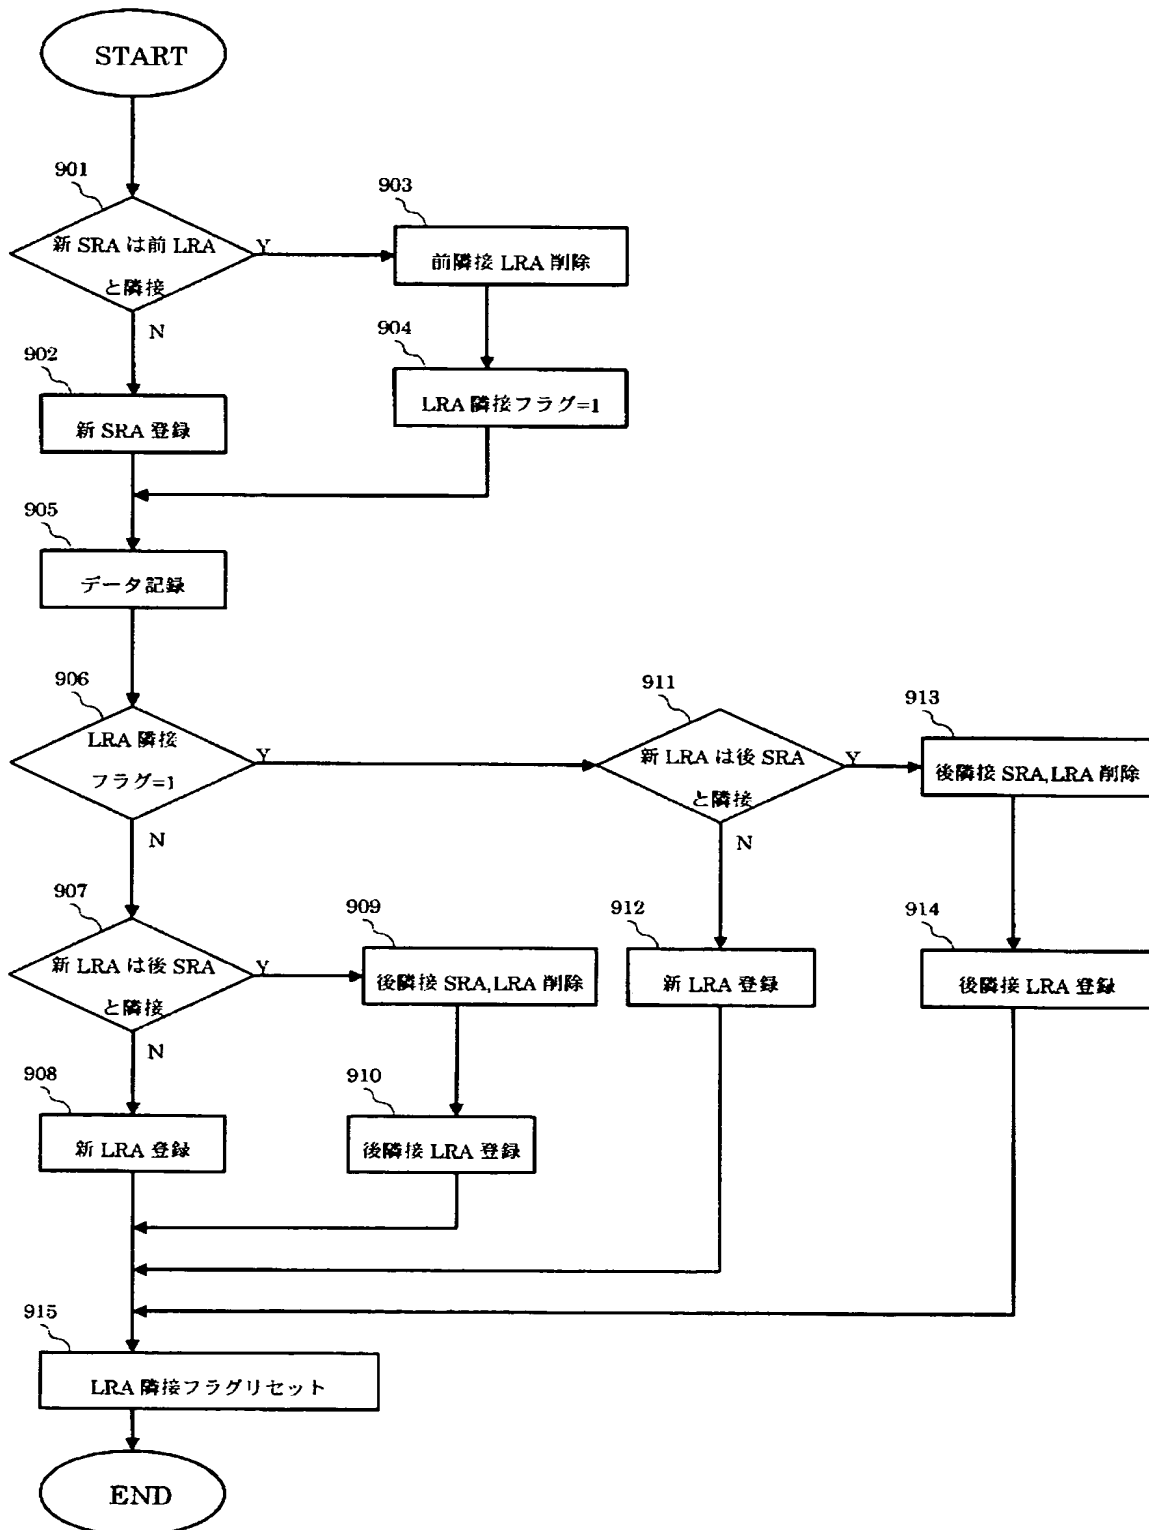 START
901
新 SRA は前 LRA
と隣接
Y
N
903
前隣接 LRA 削除
904
LRA 隣接フラグ=1
902
新 SRA 登録
905
データ記録
906
LRA 隣接
フラグ=1
Y
N
911
新 LRA は後 SRA
と隣接
Y
N
913
後隣接 SRA,LRA 削除
907
新 LRA は後 SRA
と隣接
Y
N
909
後隣接 SRA,LRA 削除
912
新 LRA 登録
914
後隣接 LRA 登録
908
新 LRA 登録
910
後隣接 LRA 登録
915
LRA 隣接フラグリセット
END